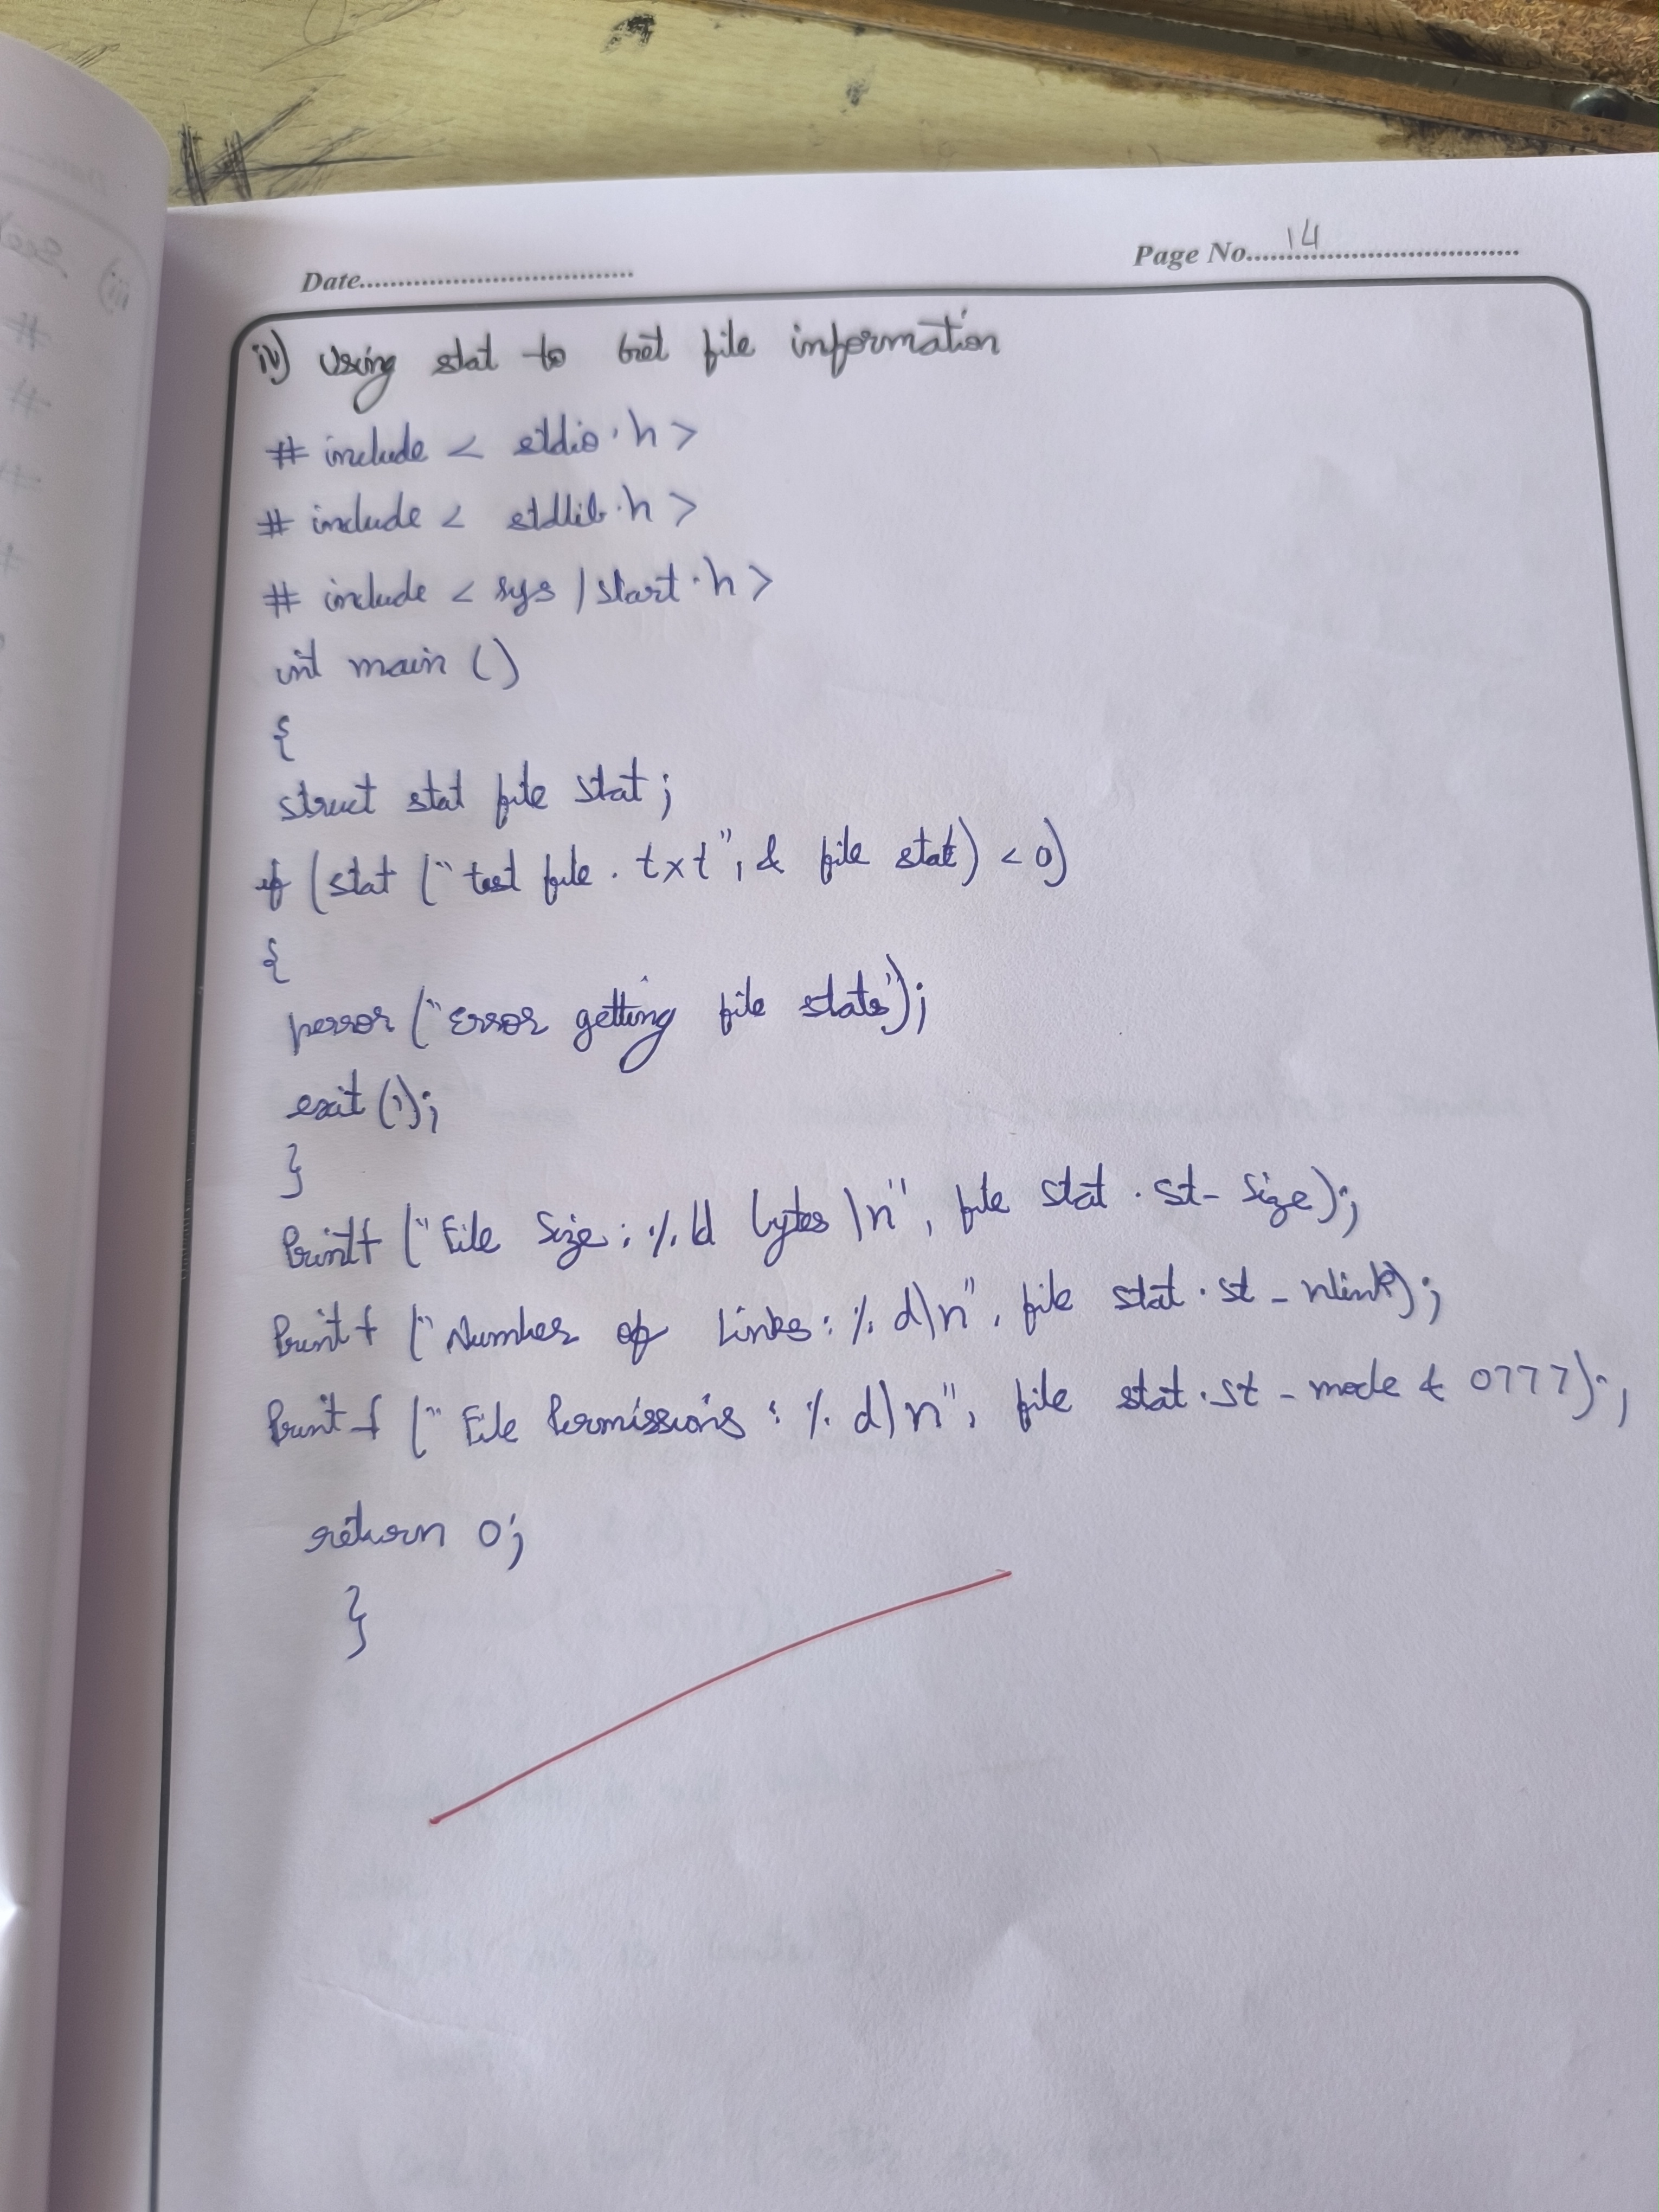 Date..............................
Page No....14..............................
iv) Using stat to Get file information
# include < stdio.h >
# include < stdlib.h >
# include < sys / start.h >
int main ()
{
struct stat file stat;
if (stat ("test file . txt", & file stat) < 0)
{
perror ("Error getting file stats");
exit (1);
}
Printf ("File Size : %ld bytes \n", file stat . st_ size);
Printf ("Number of Links : % d\n", file stat . st _ nlink);
Printf ("File Permissions : % d\n", file stat . st _ mode & 0777);
return 0;
}